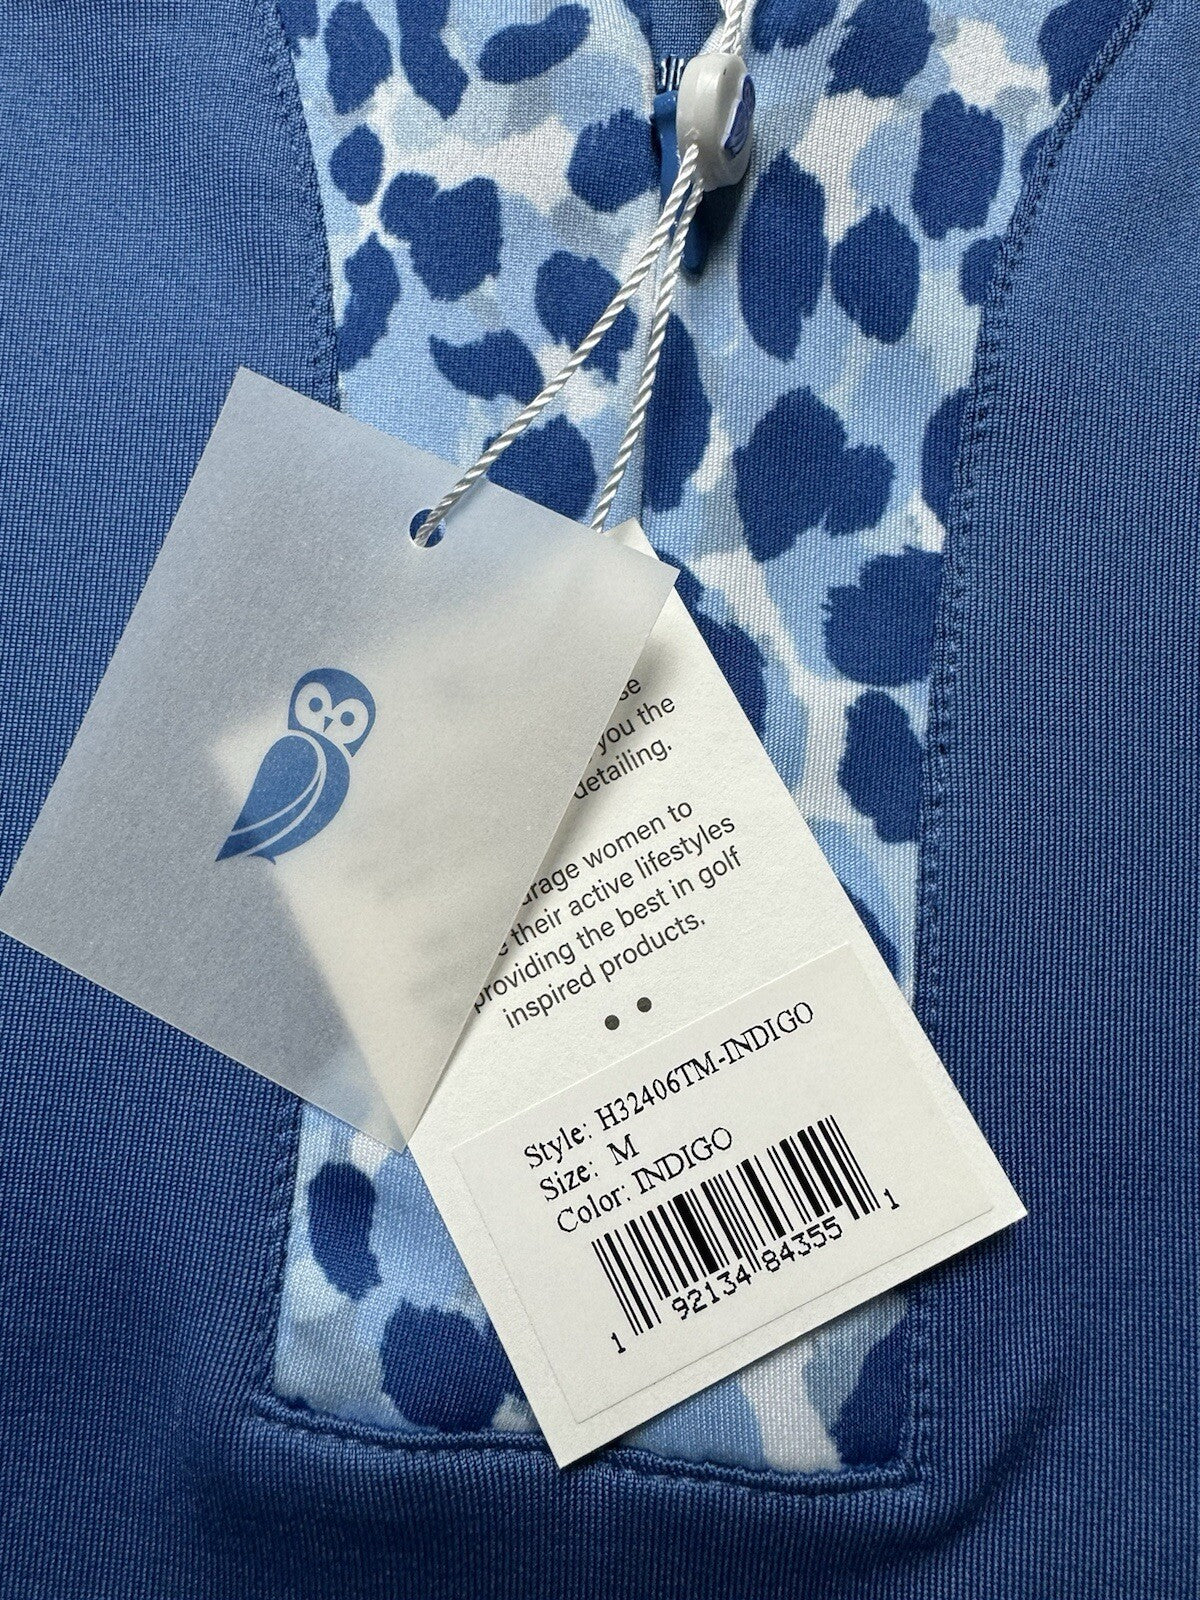 you the
detailing.
women to
their active lifestyles
providing the best in golf
inspired products.
Style: H32406TM-INDIGO
Size: M
Color: INDIGO
1 92134 84355 1